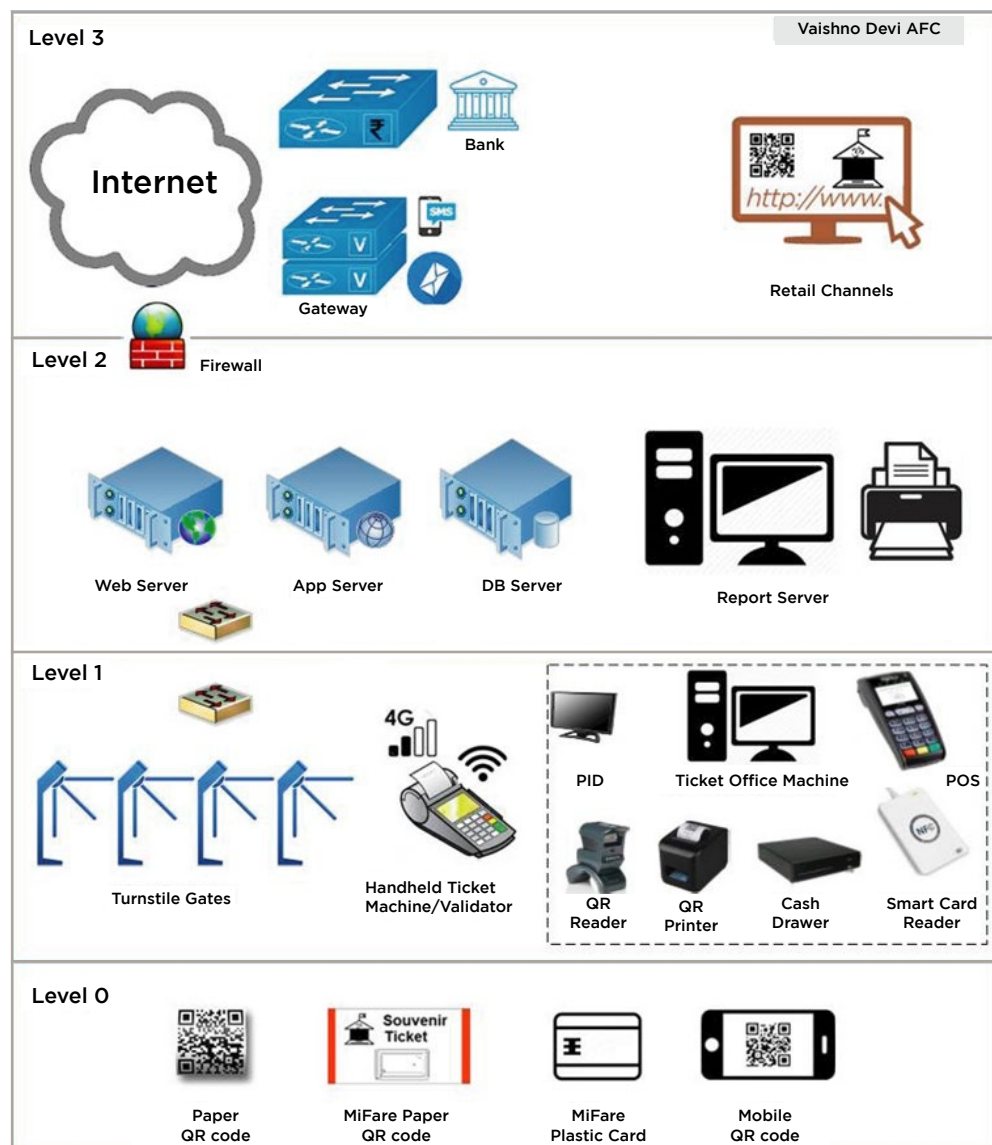 Level 3
Vaishno Devi AFC
Internet
₹
Bank
http://www.
SMS
V
V
Gateway
Retail Channels
Level 2
Firewall
Web Server
App Server
DB Server
Report Server
Level 1
4G
PID
Ticket Office Machine
POS
NFC
Turnstile Gates
Handheld Ticket
Machine/Validator
QR
Reader
QR
Printer
Cash
Drawer
Smart Card
Reader
Level 0
Souvenir
Ticket
Paper
QR code
MiFare Paper
QR code
MiFare
Plastic Card
Mobile
QR code